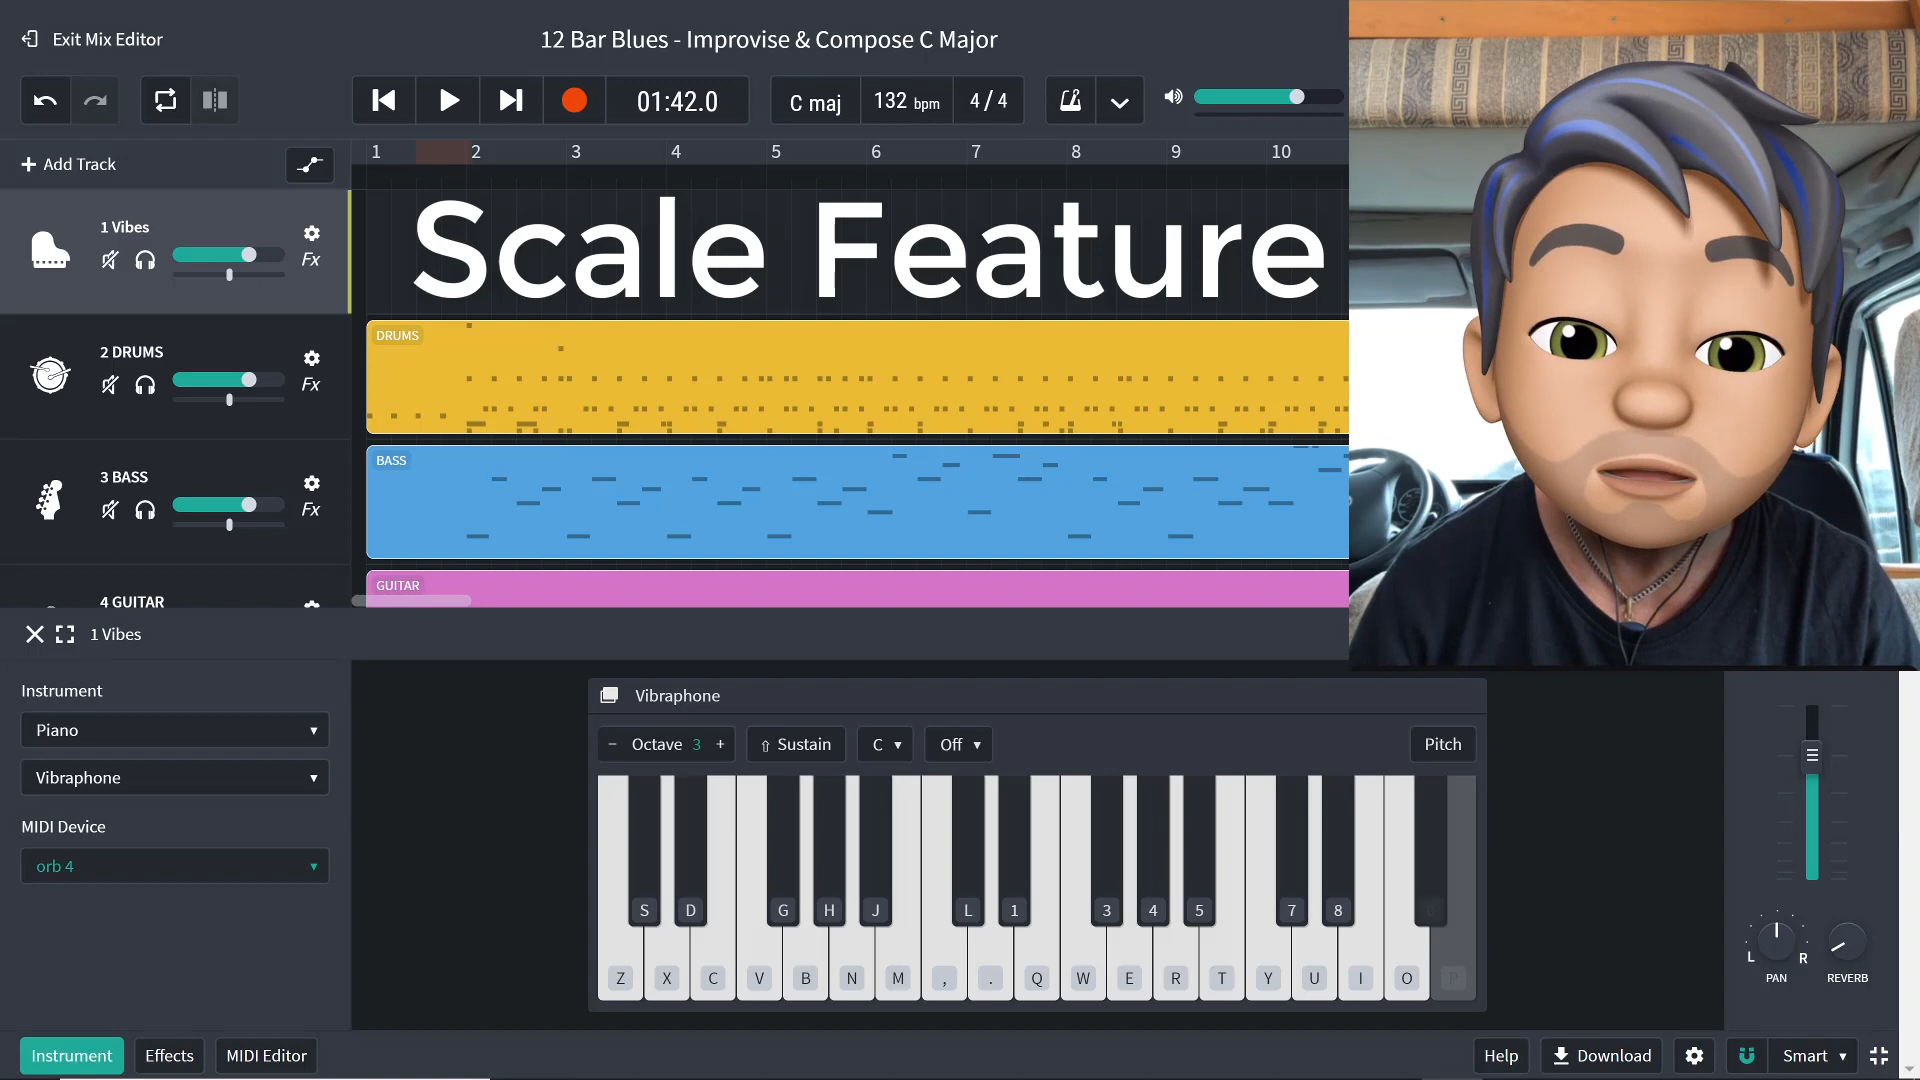 Exit Mix Editor
12 Bar Blues - Improvise & Compose C Major
01:42.0
C maj
132 bpm
4 / 4
+ Add Track
1 2 3 4 5 6 7 8 9 10
Scale Feature
1 Vibes
Fx
DRUMS
2 DRUMS
Fx
BASS
3 BASS
Fx
GUITAR
4 GUITAR
1 Vibes
Instrument
Piano
Vibraphone
MIDI Device
orb 4
Vibraphone
− Octave 3 +
⇧ Sustain
C
Off
Pitch
S D G H J L 1 3 4 5 7 8
Z X C V B N M , . Q W E R T Y U I O P
L R
PAN
REVERB
Instrument
Effects
MIDI Editor
Help
Download
Smart